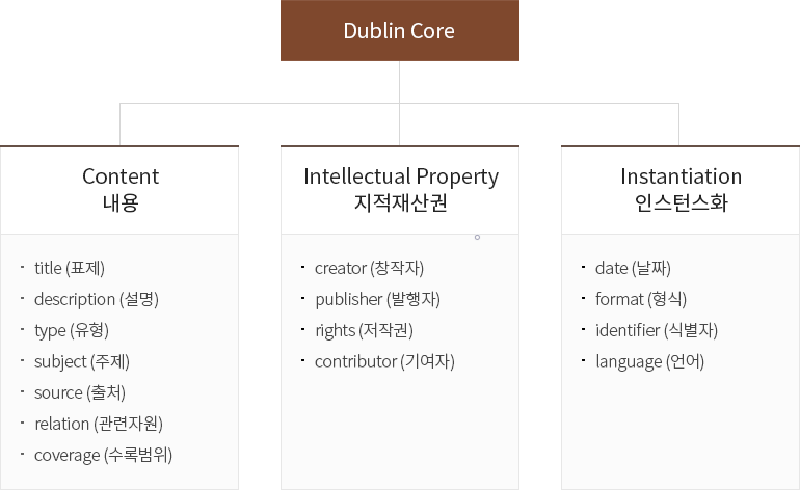 Dublin Core
Content
내용
· title (표제)
· description (설명)
· type (유형)
· subject (주제)
· source (출처)
· relation (관련자원)
· coverage (수록범위)
Intellectual Property
지적재산권
· creator (창작자)
· publisher (발행자)
· rights (저작권)
· contributor (기여자)
Instantiation
인스턴스화
· date (날짜)
· format (형식)
· identifier (식별자)
· language (언어)